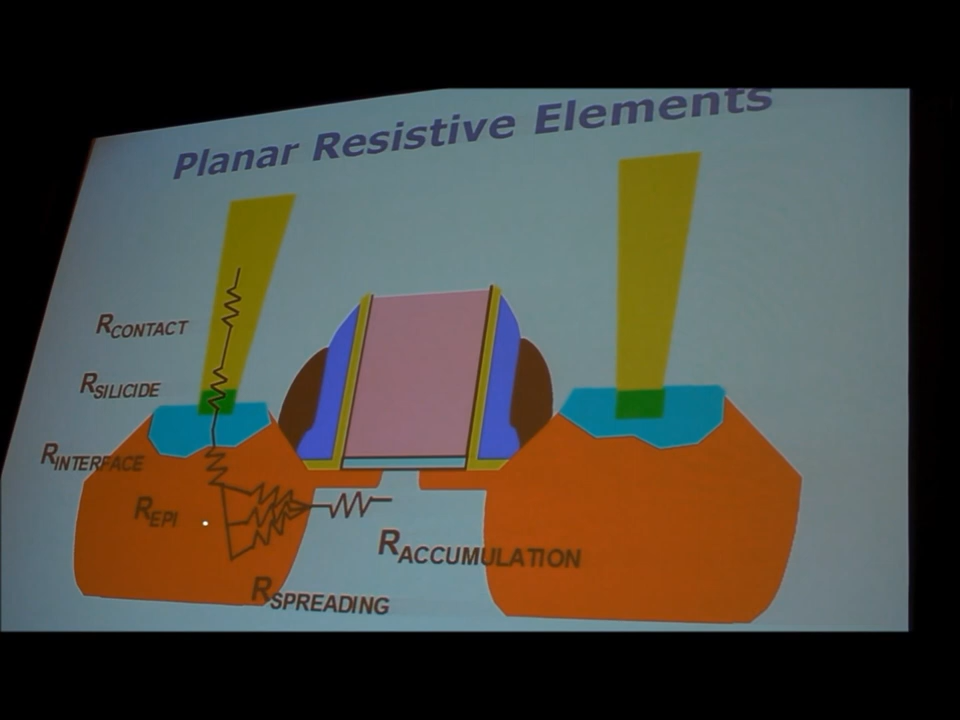 Planar Resistive Elements
RCONTACT
RSILICIDE
RINTERFACE
REPI
RACCUMULATION
RSPREADING